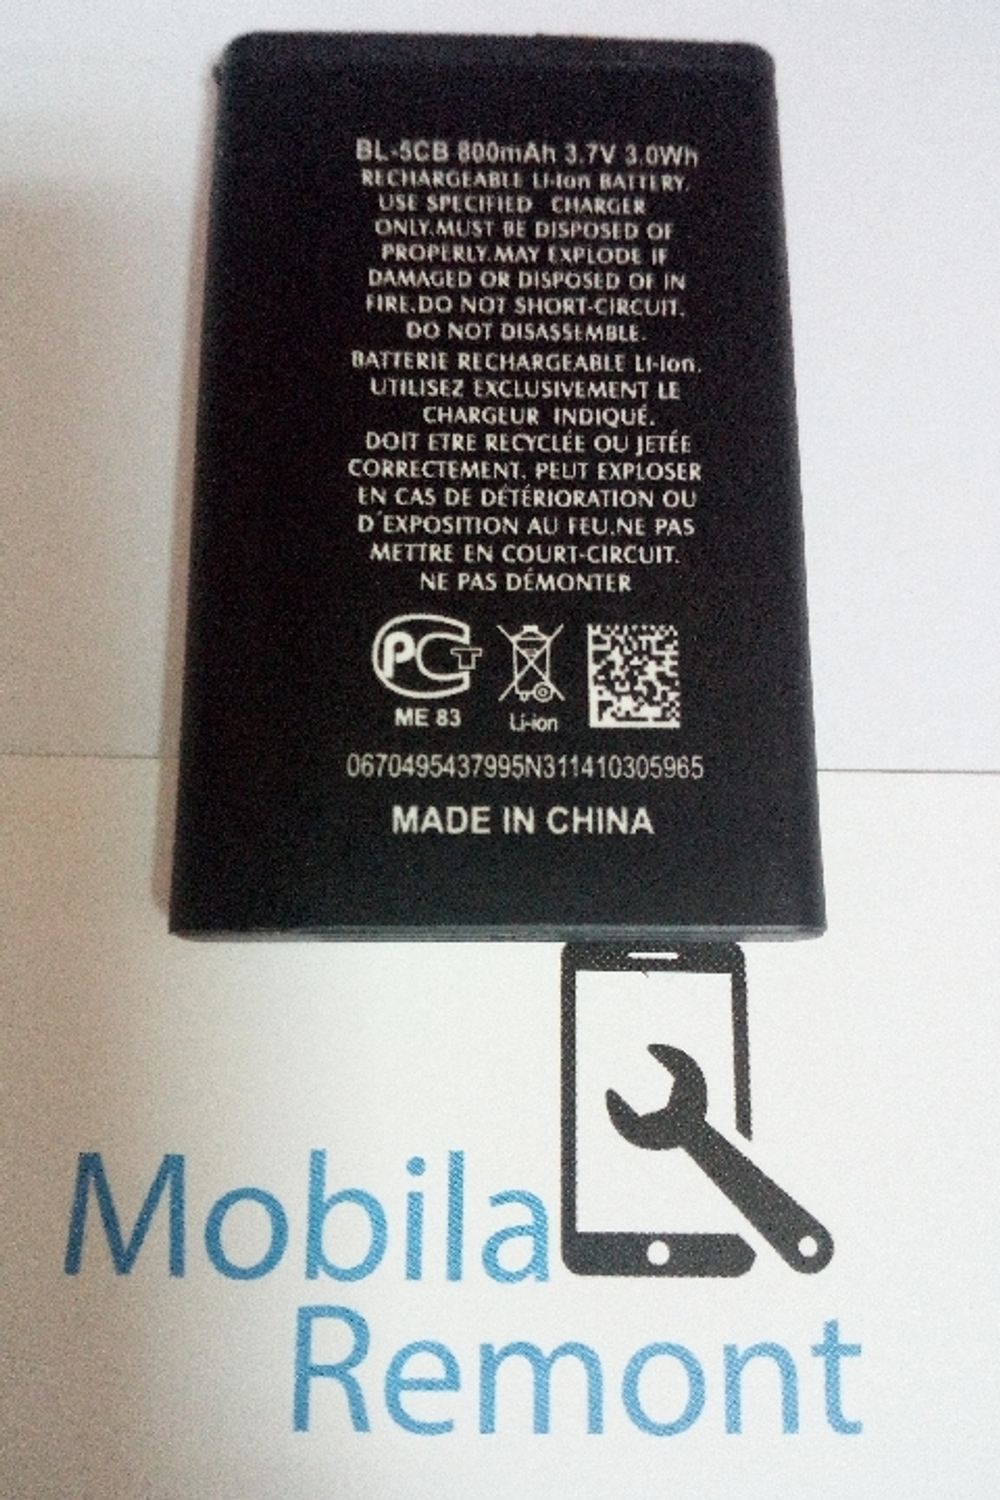 BL-5CB 800mAh 3.7V 3.0Wh
RECHARGEABLE LI-Ion BATTERY.
USE SPECIFIED CHARGER
ONLY.MUST BE DISPOSED OF
PROPERLY.MAY EXPLODE IF
DAMAGED OR DISPOSED OF IN
FIRE.DO NOT SHORT-CIRCUIT.
DO NOT DISASSEMBLE.
BATTERIE RECHARGEABLE LI-Ion.
UTILISEZ EXCLUSIVEMENT LE
CHARGEUR INDIQUÉ.
DOIT ETRE RECYCLÉE OU JETÉE
CORRECTEMENT. PEUT EXPLOSER
EN CAS DE DÉTÉRIORATION OU
D'EXPOSITION AU FEU.NE PAS
METTRE EN COURT-CIRCUIT.
NE PAS DÉMONTER
PCT
ME 83 Li-ion
0670495437995N311410305965
MADE IN CHINA
Mobila
Remont